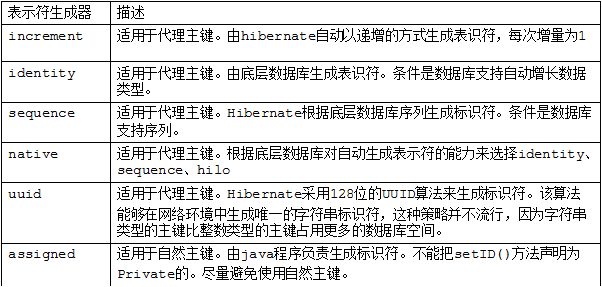 表示符生成器 描述
increment 适用于代理主键。由hibernate自动以递增的方式生成表识符，每次增量为1
identity 适用于代理主键。由底层数据库生成表识符。条件是数据库支持自动增长数据
类型。
sequence 适用于代理主键。Hibernate根据底层数据库序列生成标识符。条件是数据库
支持序列。
native 适用于代理主键。根据底层数据库对自动生成表示符的能力来选择identity、
sequence、hilo
uuid 适用于代理主键。Hibernate采用128位的UUID算法来生成标识符。该算法
能够在网络环境中生成唯一的字符串标识符，这种策略并不流行，因为字符串
类型的主键比整数类型的主键占用更多的数据库空间。
assigned 适用于自然主键。由java程序负责生成标识符。不能把setID()方法声明为
Private的。尽量避免使用自然主键。